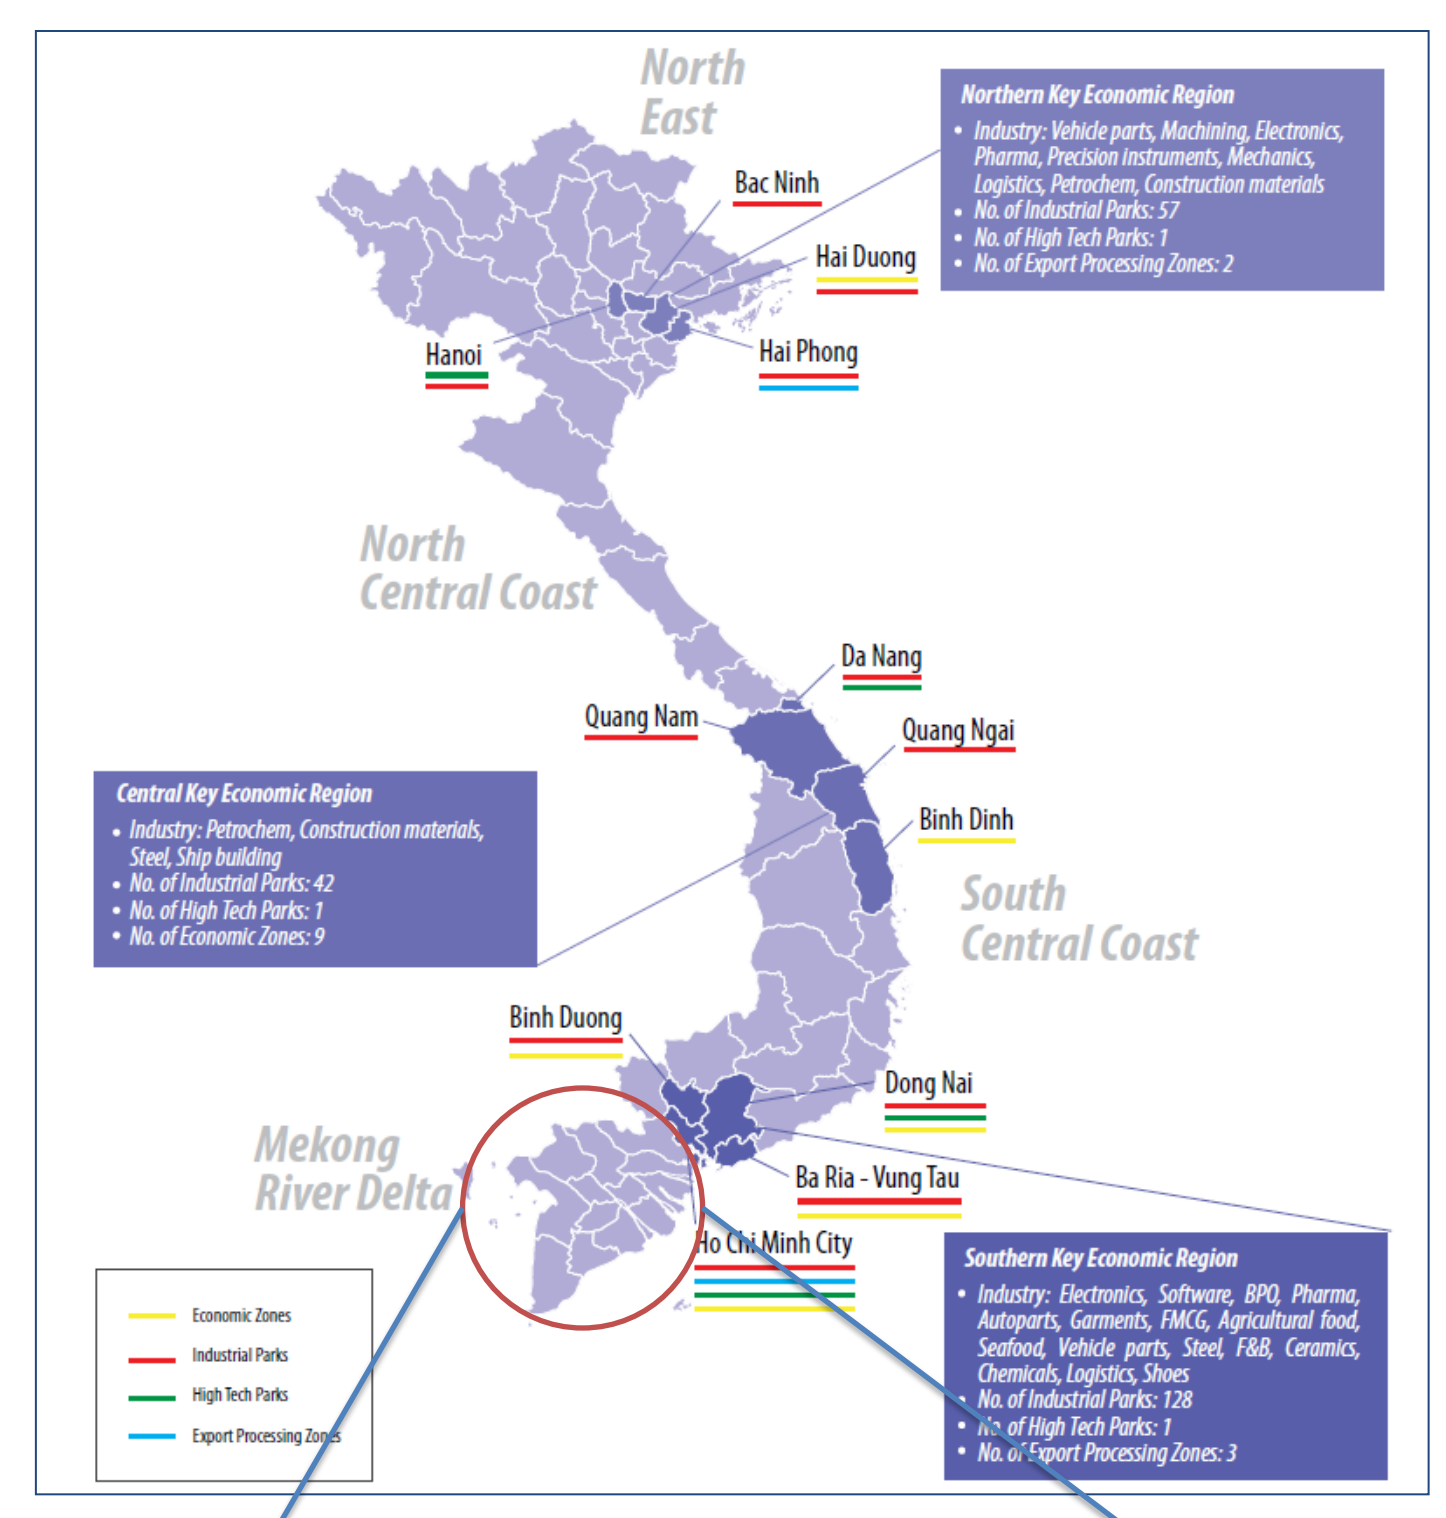 North
East
Northern Key Economic Region
• Industry: Vehicle parts, Machining, Electronics,
Pharma, Precision instruments, Mechanics,
Logistics, Petrochem, Construction materials
• No. of Industrial Parks: 57
• No. of High Tech Parks: 1
• No. of Export Processing Zones: 2
Bac Ninh
Hai Duong
Hanoi
Hai Phong
North
Central Coast
Da Nang
Quang Nam
Quang Ngai
Central Key Economic Region
• Industry: Petrochem, Construction materials,
Steel, Ship building
• No. of Industrial Parks: 42
• No. of High Tech Parks: 1
• No. of Economic Zones: 9
Binh Dinh
South
Central Coast
Binh Duong
Dong Nai
Mekong
River Delta
Ba Ria - Vung Tau
Ho Chi Minh City
Southern Key Economic Region
• Industry: Electronics, Software, BPO, Pharma,
Autoparts, Garments, FMCG, Agricultural food,
Seafood, Vehicle parts, Steel, F&B, Ceramics,
Chemicals, Logistics, Shoes
• No. of Industrial Parks: 128
• No. of High Tech Parks: 1
• No. of Export Processing Zones: 3
Economic Zones
Industrial Parks
High Tech Parks
Export Processing Zones